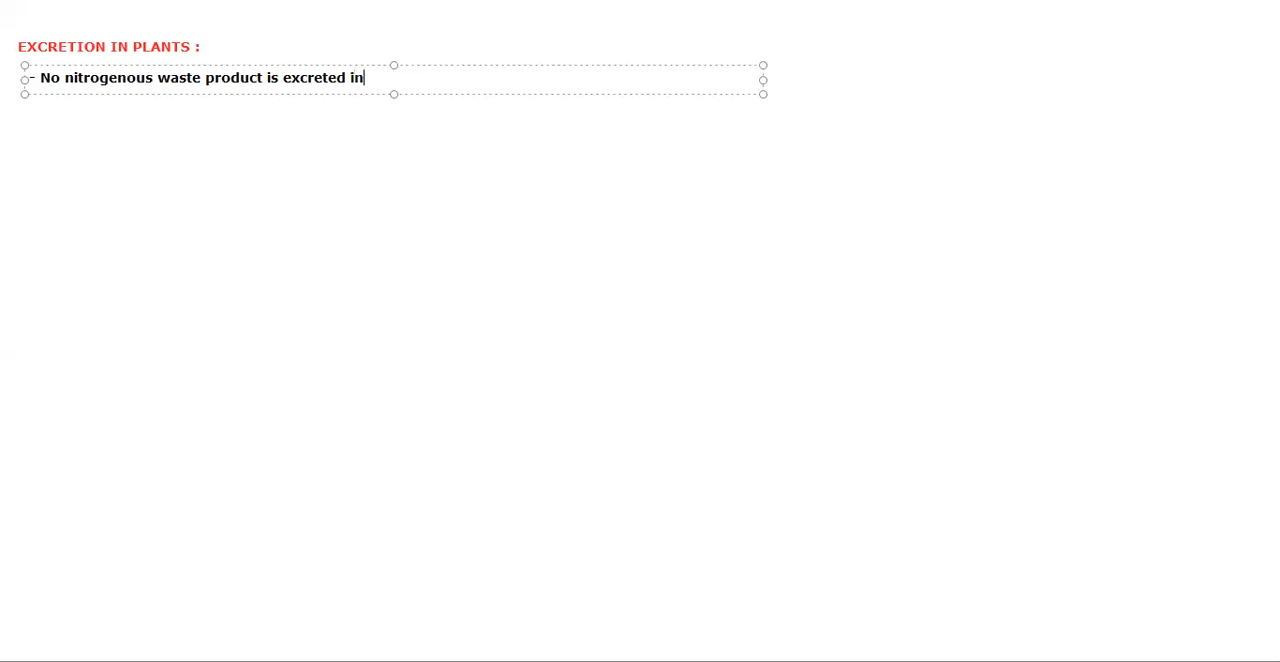 EXCRETION IN PLANTS :
- No nitrogenous waste product is excreted in